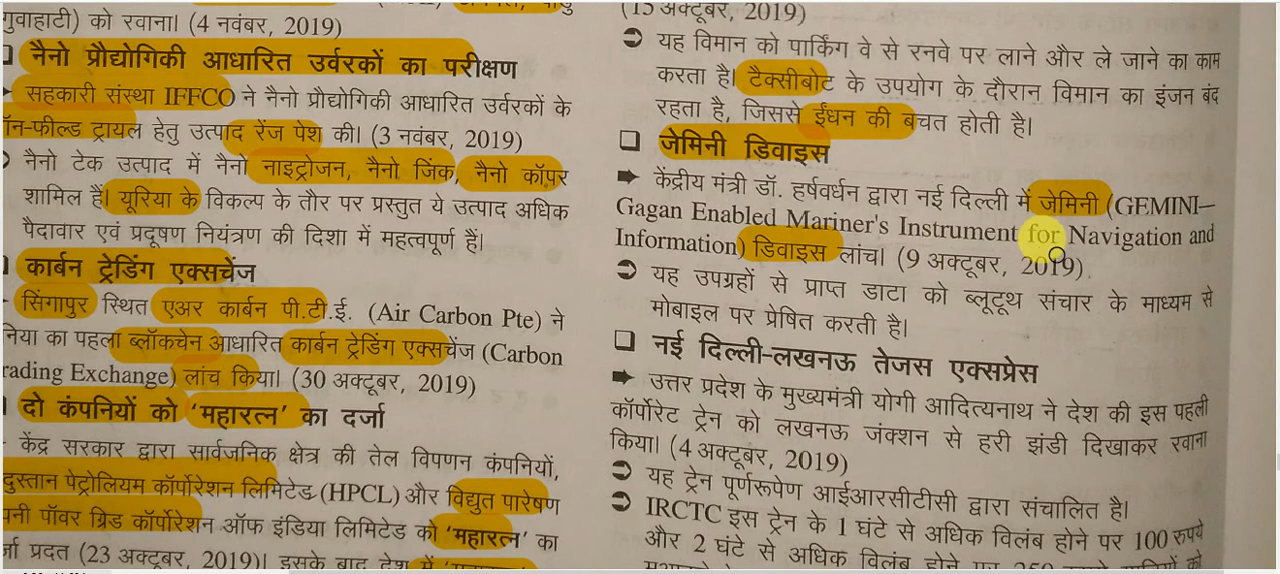 गुवाहाटी) को रवाना। (4 नवंबर, 2019)
नैनो प्रौद्योगिकी आधारित उर्वरकों का परीक्षण
सहकारी संस्था IFFCO ने नैनो प्रौद्योगिकी आधारित उर्वरकों के
ऑन-फील्ड ट्रायल हेतु उत्पाद रेंज पेश की। (3 नवंबर, 2019)
नैनो टेक उत्पाद में नैनो नाइट्रोजन, नैनो जिंक, नैनो कॉपर
शामिल हैं। यूरिया के विकल्प के तौर पर प्रस्तुत ये उत्पाद अधिक
पैदावार एवं प्रदूषण नियंत्रण की दिशा में महत्वपूर्ण हैं।
कार्बन ट्रेडिंग एक्सचेंज
सिंगापुर स्थित एअर कार्बन पी.टी.ई. (Air Carbon Pte) ने
निया का पहला ब्लॉकचेन आधारित कार्बन ट्रेडिंग एक्सचेंज (Carbon
rading Exchange) लांच किया। (30 अक्टूबर, 2019)
दो कंपनियों को 'महारत्न' का दर्जा
केंद्र सरकार द्वारा सार्वजनिक क्षेत्र की तेल विपणन कंपनियों,
दुस्तान पेट्रोलियम कॉर्पोरेशन लिमिटेड (HPCL) और विद्युत पारेषण
पनी पॉवर ग्रिड कॉर्पोरेशन ऑफ इंडिया लिमिटेड को 'महारत्न' का
र्जा प्रदत (23 अक्टूबर, 2019)। इसके बाद देश में
(15 अक्टूबर, 2019)
यह विमान को पार्किंग वे से रनवे पर लाने और ले जाने का काम
करता है। टैक्सीबोट के उपयोग के दौरान विमान का इंजन बंद
रहता है, जिससे ईंधन की बचत होती है।
जेमिनी डिवाइस
केंद्रीय मंत्री डॉ. हर्षवर्धन द्वारा नई दिल्ली में जेमिनी (GEMINI–
Gagan Enabled Mariner's Instrument for Navigation and
Information) डिवाइस लांच। (9 अक्टूबर, 2019)
यह उपग्रहों से प्राप्त डाटा को ब्लूटूथ संचार के माध्यम से
मोबाइल पर प्रेषित करती है।
नई दिल्ली-लखनऊ तेजस एक्सप्रेस
उत्तर प्रदेश के मुख्यमंत्री योगी आदित्यनाथ ने देश की इस पहली
कॉर्पोरेट ट्रेन को लखनऊ जंक्शन से हरी झंडी दिखाकर रवाना
किया। (4 अक्टूबर, 2019)
यह ट्रेन पूर्णरूपेण आईआरसीटीसी द्वारा संचालित है।
IRCTC इस ट्रेन के 1 घंटे से अधिक विलंब होने पर 100 रुपये
और 2 घंटे से अधिक विलंब होने पर 250